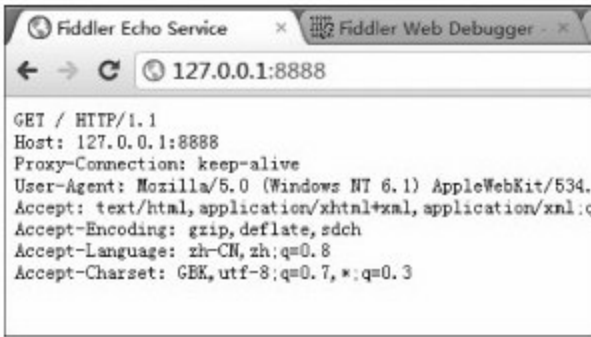 Fiddler Echo Service
Fiddler Web Debugger -
127.0.0.1:8888
GET / HTTP/1.1
Host: 127.0.0.1:8888
Proxy-Connection: keep-alive
User-Agent: Mozilla/5.0 (Windows NT 6.1) AppleWebKit/534.
Accept: text/html,application/xhtml+xml,application/xml;q
Accept-Encoding: gzip,deflate,sdch
Accept-Language: zh-CN,zh;q=0.8
Accept-Charset: GBK,utf-8;q=0.7,*;q=0.3